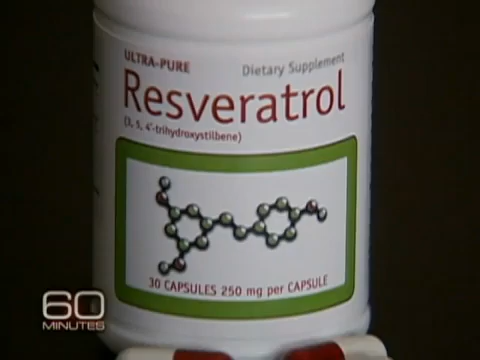 ULTRA-PURE
Dietary Supplement
Resveratrol
(3, 5, 4'-trihydroxystilbene)
30 CAPSULES 250 mg per CAPSULE
60
MINUTES